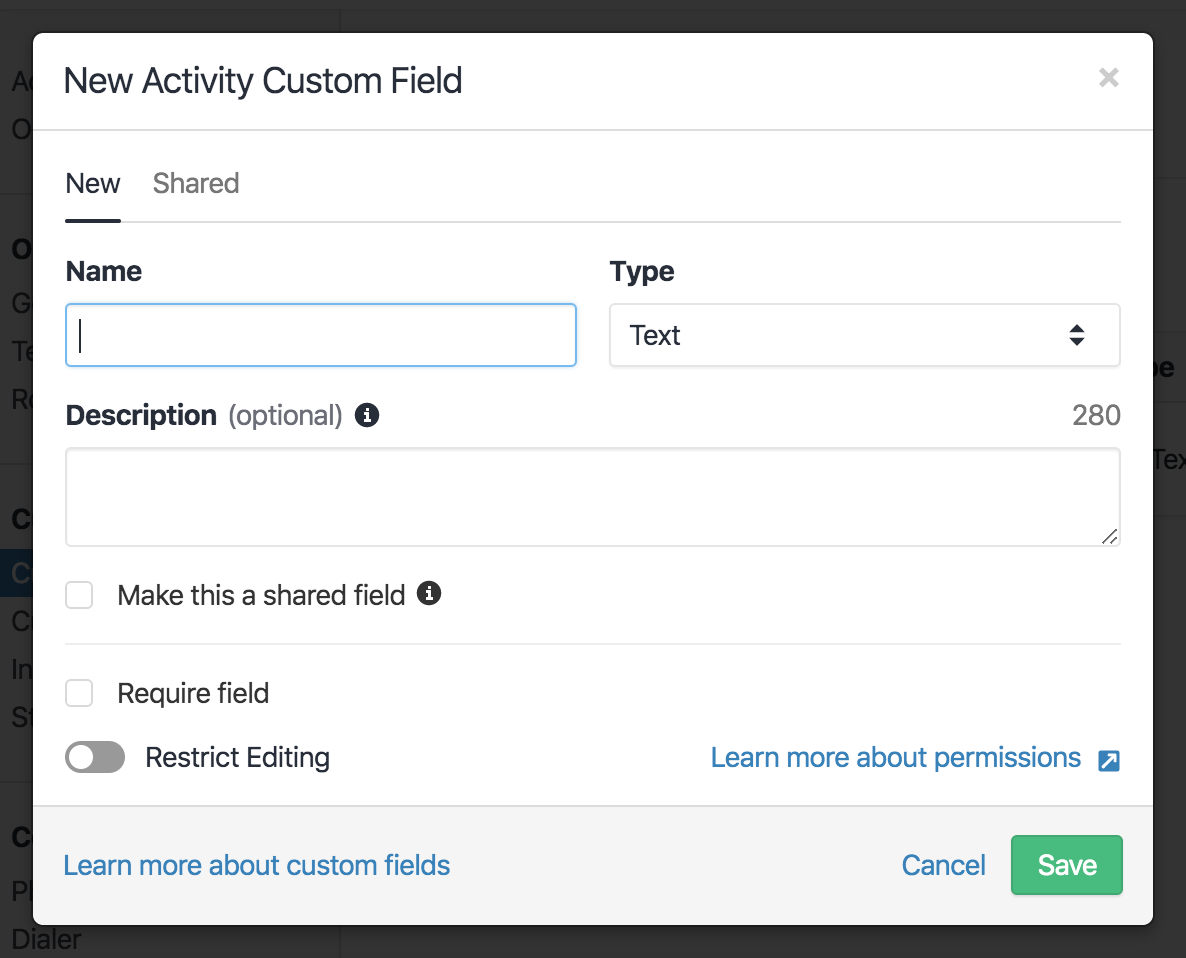 New Activity Custom Field
New Shared
Name Type
Text
Description (optional) 280
Make this a shared field
Require field
Restrict Editing Learn more about permissions
Learn more about custom fields Cancel Save
Dialer